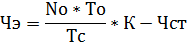 Чэ = No * To / Tc * К − Чст